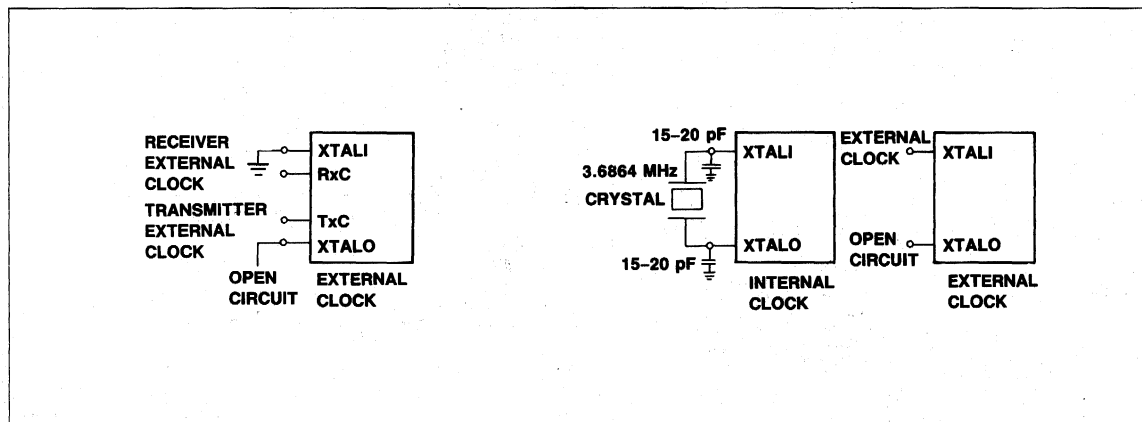 RECEIVER
EXTERNAL
CLOCK
TRANSMITTER
EXTERNAL
CLOCK
OPEN
CIRCUIT
XTALI
RxC
TxC
XTALO
EXTERNAL
CLOCK
15–20 pF
3.6864 MHz
CRYSTAL
15–20 pF
XTALI
XTALO
INTERNAL
CLOCK
EXTERNAL
CLOCK
OPEN
CIRCUIT
XTALI
XTALO
EXTERNAL
CLOCK